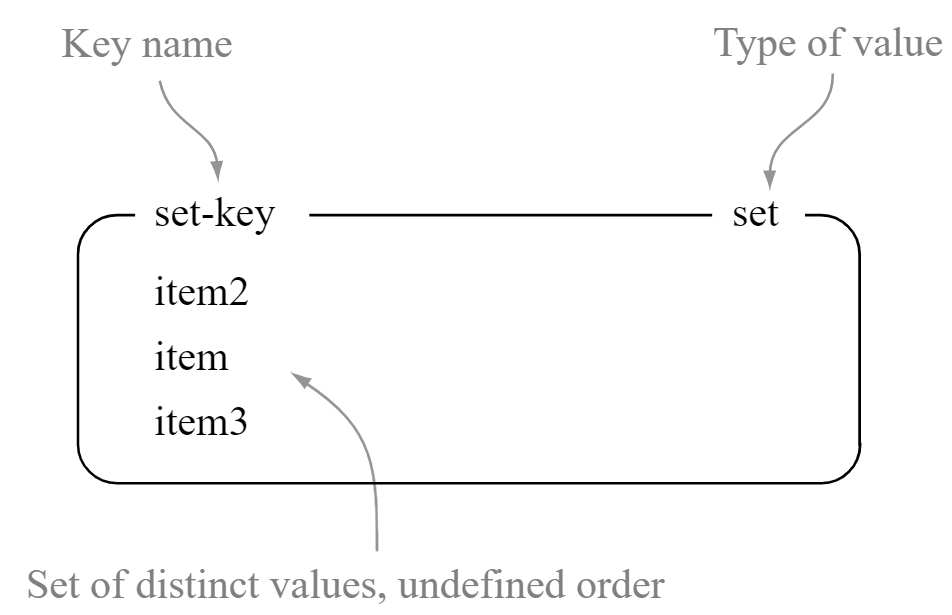 Key name
Type of value
set-key
set
item2
item
item3
Set of distinct values, undefined order